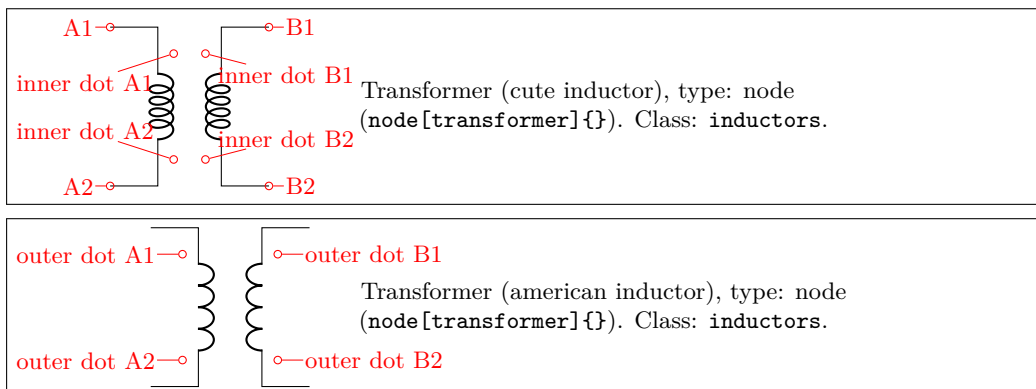 A1 B1
inner dot A1 inner dot B1
inner dot A2 inner dot B2
A2 B2
Transformer (cute inductor), type: node
(node[transformer]{}). Class: inductors.
outer dot A1 outer dot B1
outer dot A2 outer dot B2
Transformer (american inductor), type: node
(node[transformer]{}). Class: inductors.